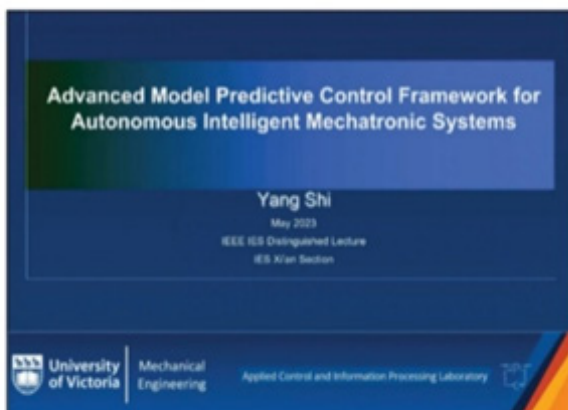 Advanced Model Predictive Control Framework for
Autonomous Intelligent Mechatronic Systems
Yang Shi
May 2023
IEEE IES Distinguished Lecture
IES Xi'an Section
University
of Victoria
Mechanical
Engineering
Applied Control and Information Processing Laboratory